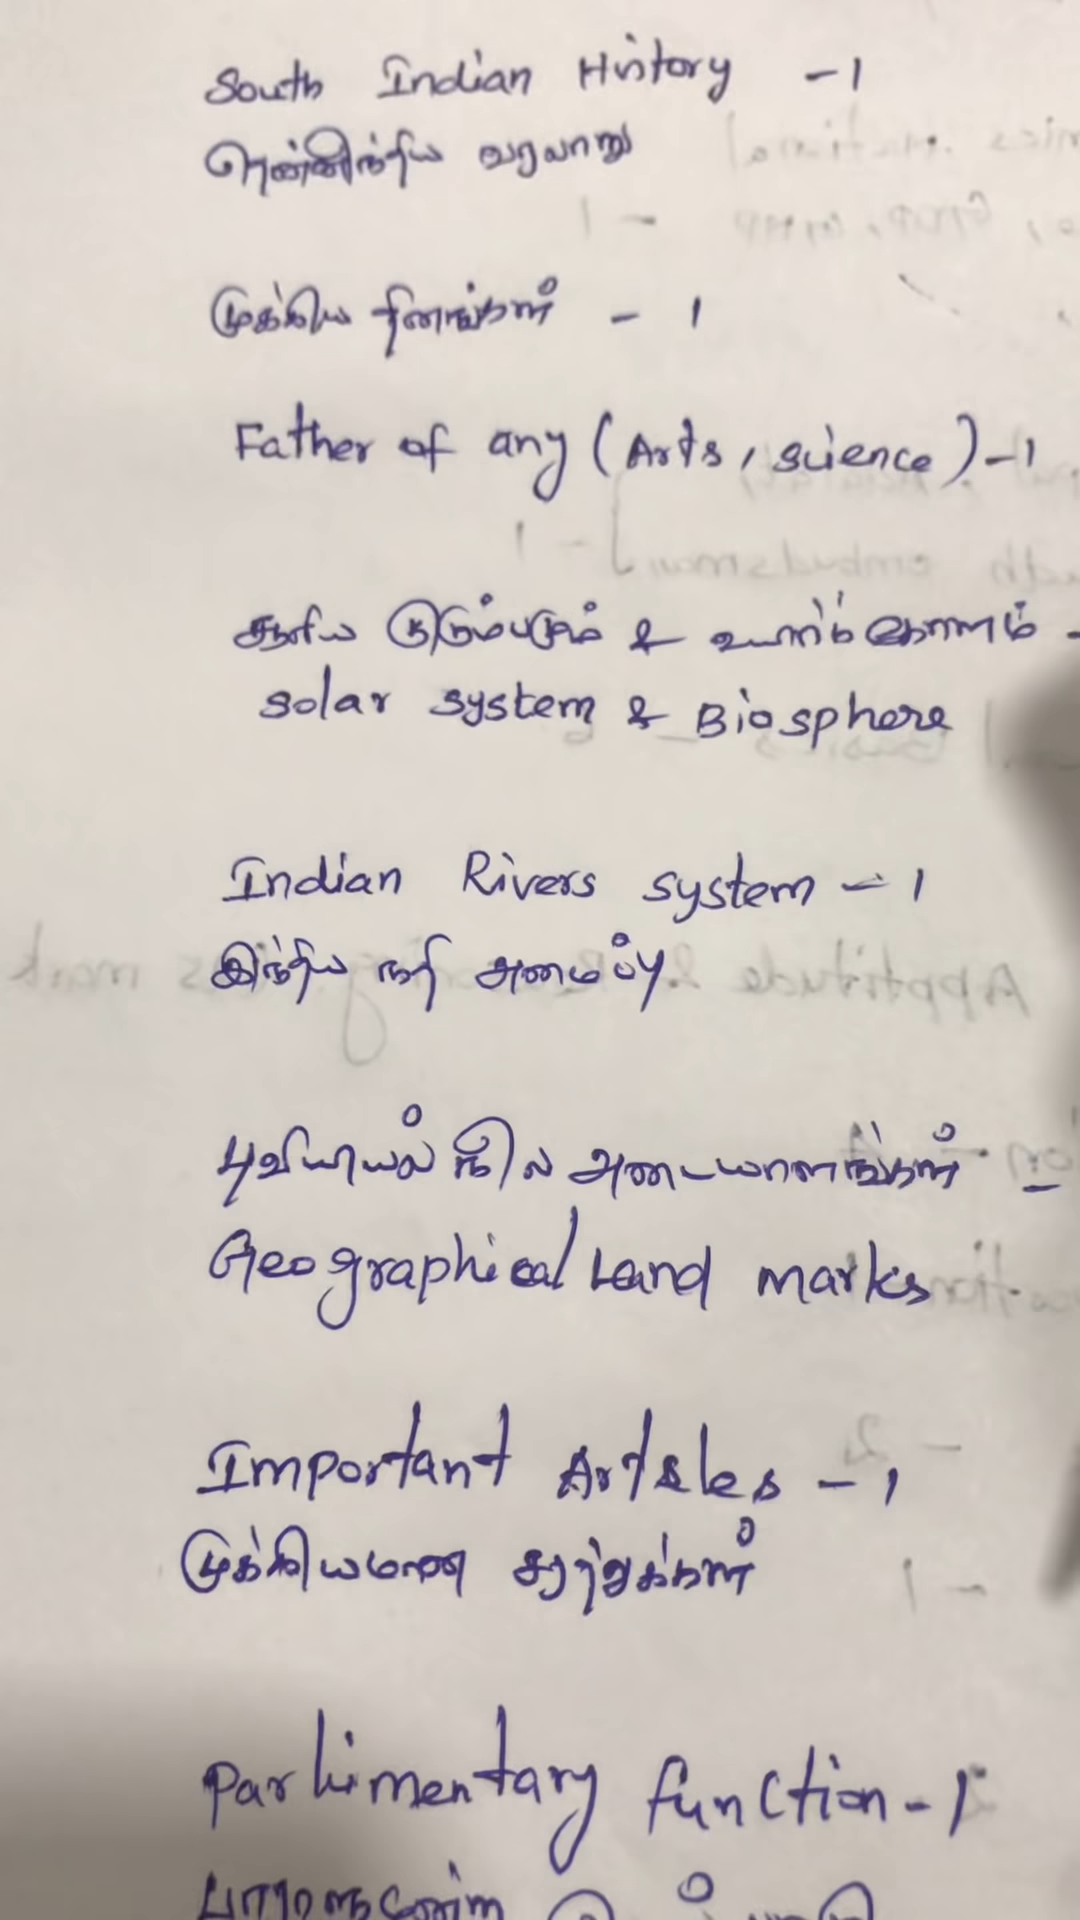 South Indian History - 1
தென்னிந்திய வரலாறு
முக்கிய தினங்கள் - 1
Father of any (Arts, science) - 1
சூரிய குடும்பமும் & உயிர்க்கோளம் -
solar system & Biosphere
Indian Rivers system - 1
இந்திய நதி அமைப்பு
புவியியல் நில அடையாளங்கள் -
Geographical Land marks
Important Articles - 1
முக்கியமான சரத்துக்கள்
Parlimentary function - 1